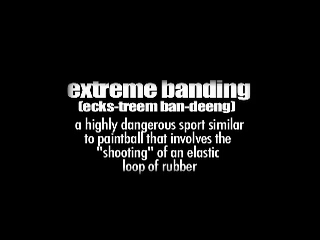 extreme banding
(ecks-treem ban-deeng)
a highly dangerous sport similar
to paintball that involves the
"shooting" of an elastic
loop of rubber